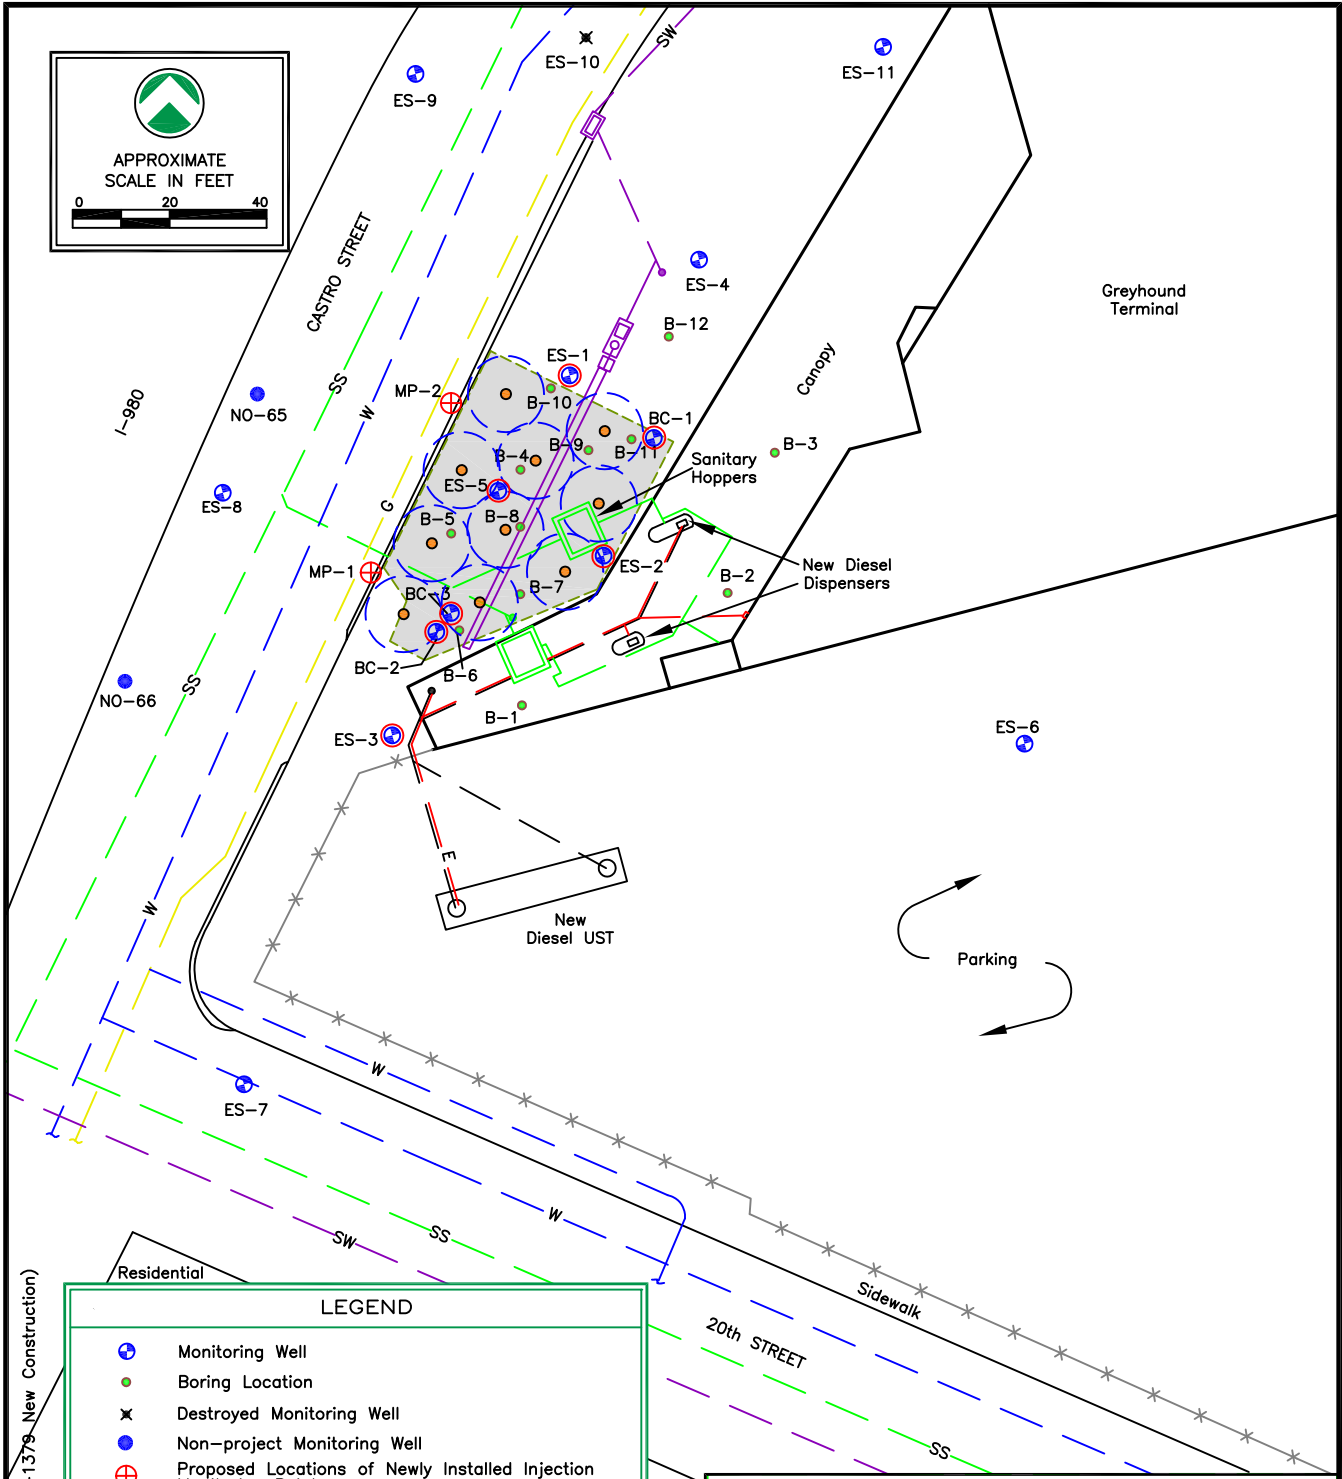 SW
ES-10
ES-11
ES-9
APPROXIMATE
SCALE IN FEET
0 20 40
CASTRO STREET
ES-4
Greyhound
Terminal
B-12
ES-1
Canopy
SS
MP-2
I-980
NO-65
W
B-10
BC-1
B-9
B-11
B-3
B-4
Sanitary
Hoppers
ES-5
ES-8
G
B-5
B-8
ES-2
New Diesel
Dispensers
MP-1
B-2
B-7
BC-3
BC-2
B-6
SS
NO-66
B-1
ES-3
ES-6
E
W
New
Diesel UST
Parking
W
ES-7
W
SS
SW
Residential
Sidewalk
20th STREET
SS
-1379 New Construction)
LEGEND
Monitoring Well
Boring Location
Destroyed Monitoring Well
Non-project Monitoring Well
Proposed Locations of Newly Installed Injection